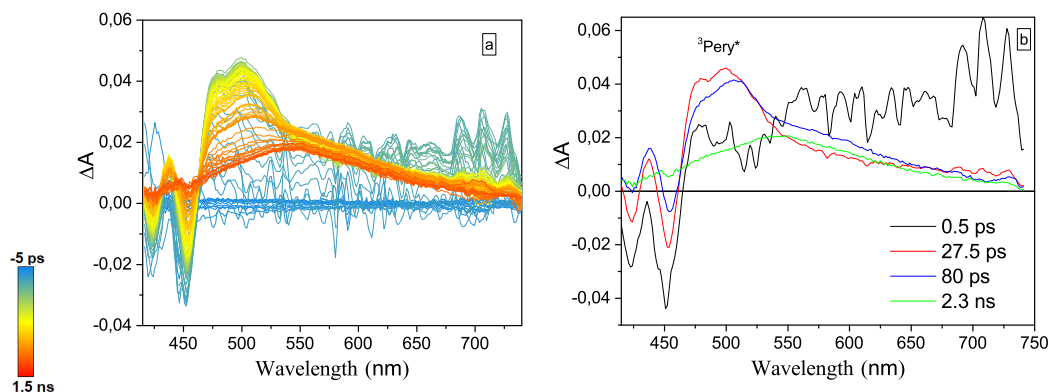 0,06
0,04
0,02
0,00
-0,02
-0,04
ΔA
a
450 500 550 600 650 700
Wavelength (nm)
-5 ps
1.5 ns
0,06
0,04
0,02
0,00
-0,02
-0,04
ΔA
³Pery*
b
0.5 ps
27.5 ps
80 ps
2.3 ns
450 500 550 600 650 700 750
Wavelength (nm)